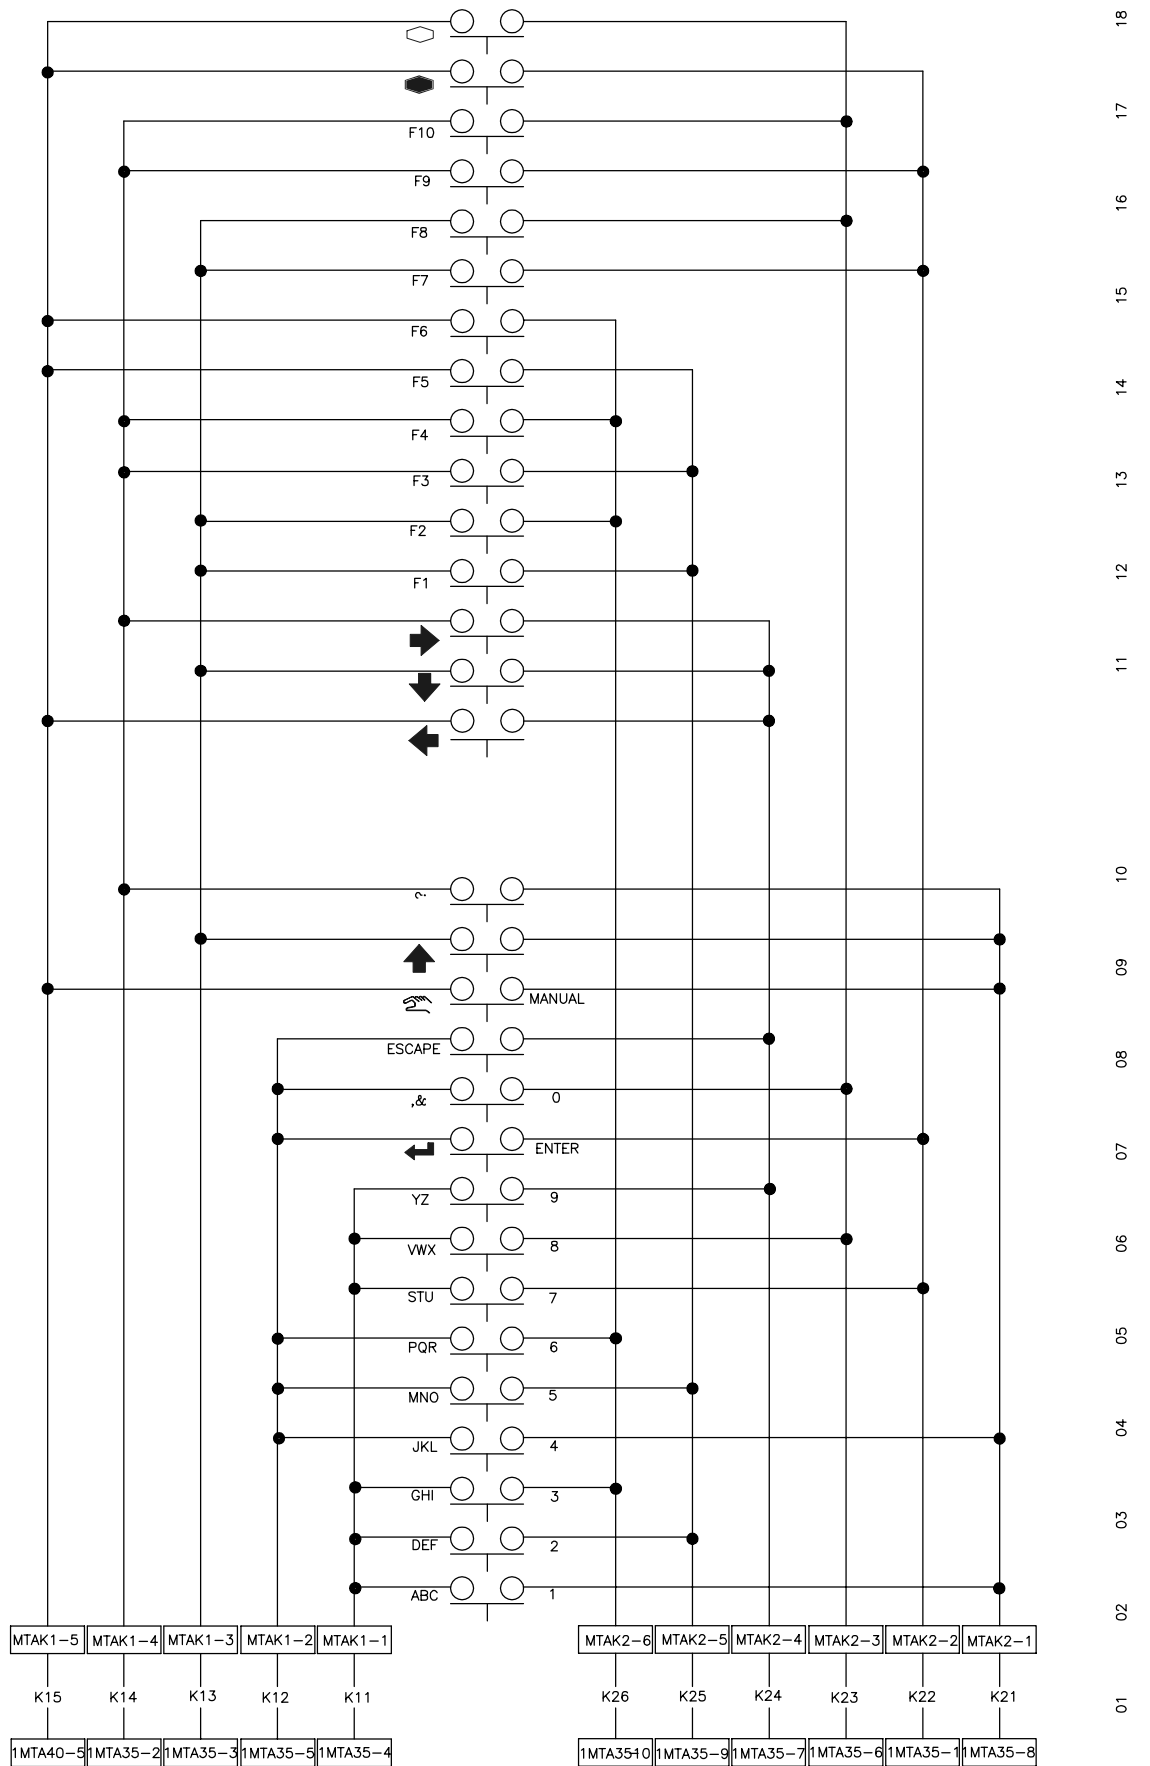 18
17
F10
F9
16
F8
F7
15
F6
F5
14
F4
F3
13
F2
F1
12
11
10
?
09
MANUAL
ESCAPE
08
,& 0
ENTER
07
YZ 9
VWX 8
06
STU 7
PQR 6
05
MNO 5
JKL 4
04
GHI 3
03
DEF 2
ABC 1
02
MTAK1-5 MTAK1-4 MTAK1-3 MTAK1-2 MTAK1-1 MTAK2-6 MTAK2-5 MTAK2-4 MTAK2-3 MTAK2-2 MTAK2-1
K15 K14 K13 K12 K11 K26 K25 K24 K23 K22 K21
01
1MTA40-5 1MTA35-2 1MTA35-3 1MTA35-5 1MTA35-4 1MTA35-10 1MTA35-9 1MTA35-7 1MTA35-6 1MTA35-1 1MTA35-8